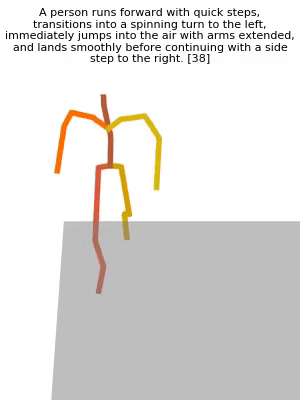 A person runs forward with quick steps,
transitions into a spinning turn to the left,
immediately jumps into the air with arms extended,
and lands smoothly before continuing with a side
step to the right. [38]